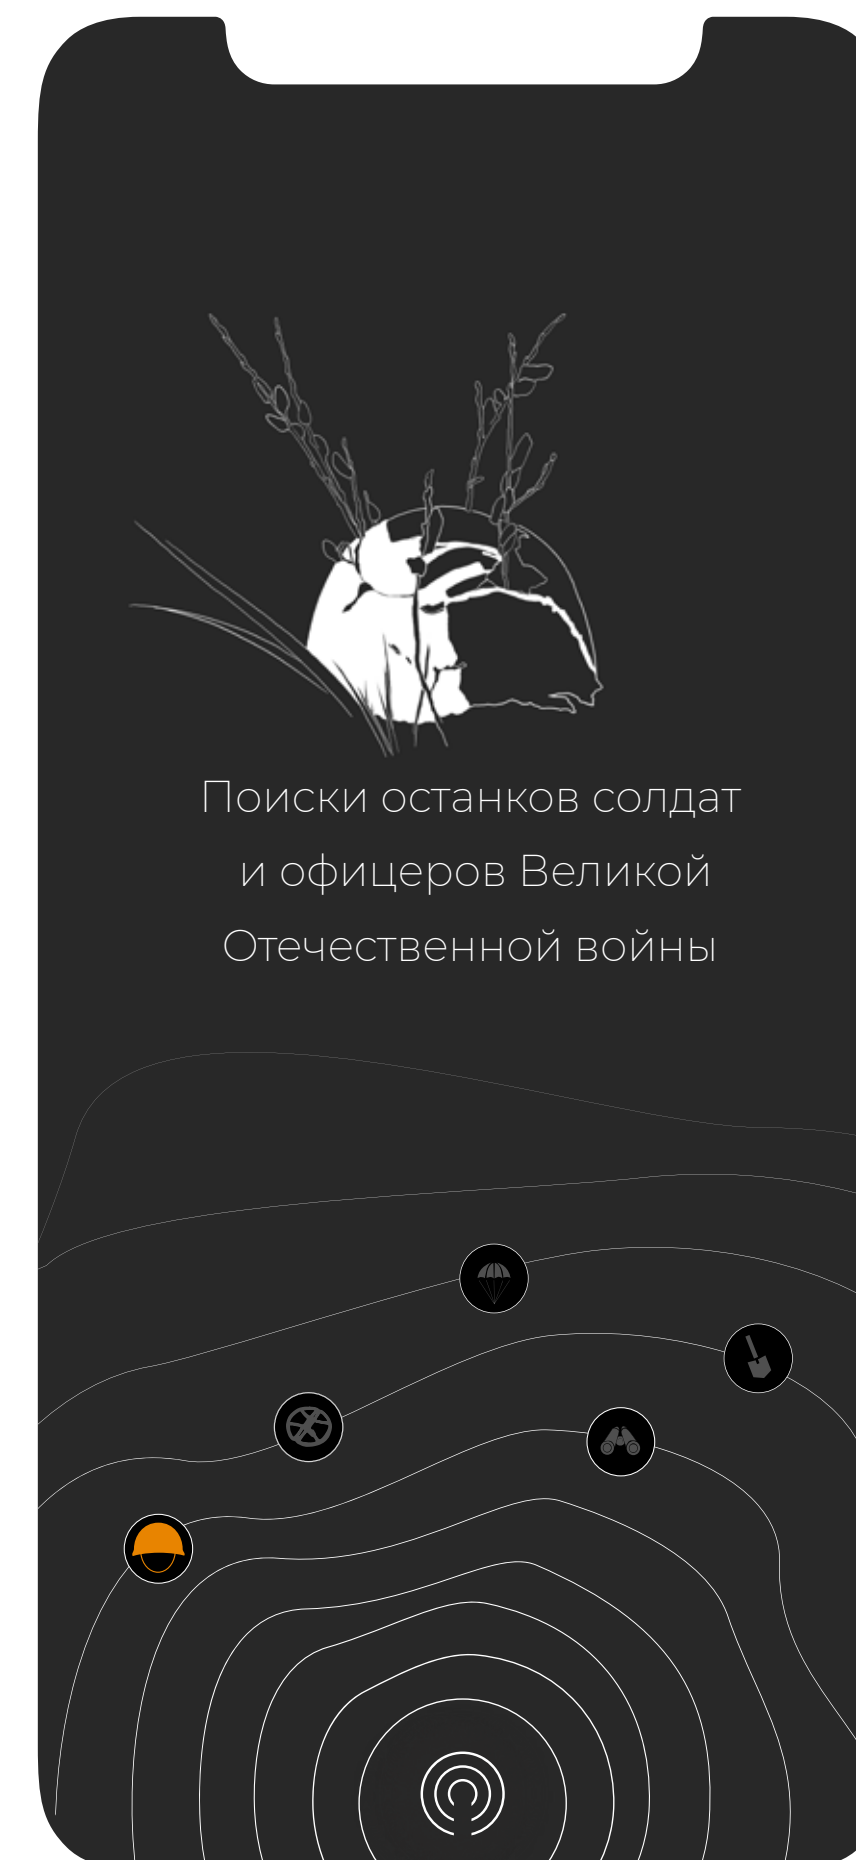 Поиски останков солдат
и офицеров Великой
Отечественной войны